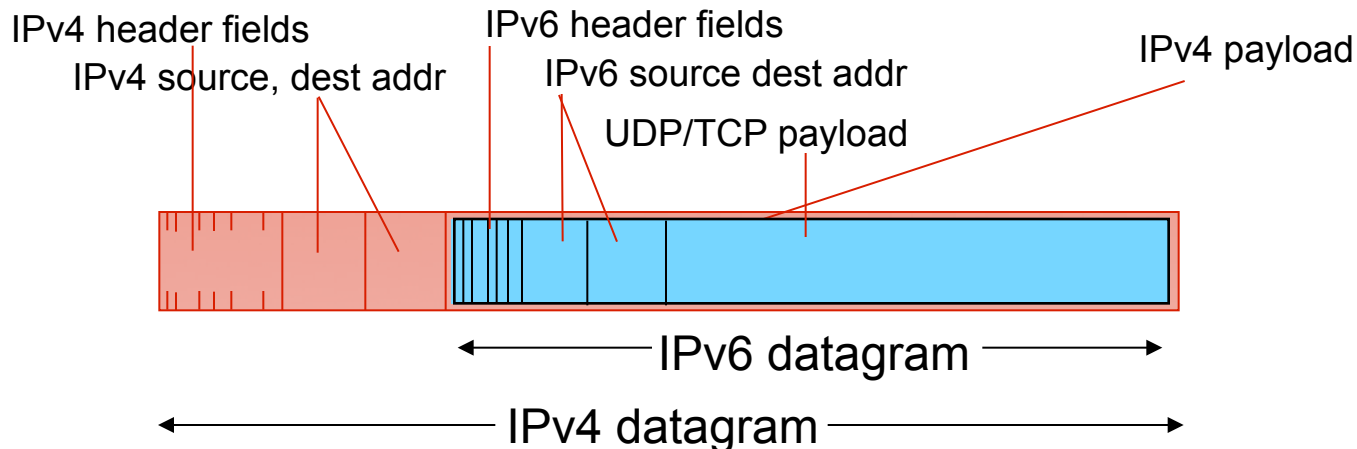 IPv4 header fields
IPv6 header fields
IPv4 payload
IPv4 source, dest addr
IPv6 source dest addr
UDP/TCP payload
IPv6 datagram
IPv4 datagram